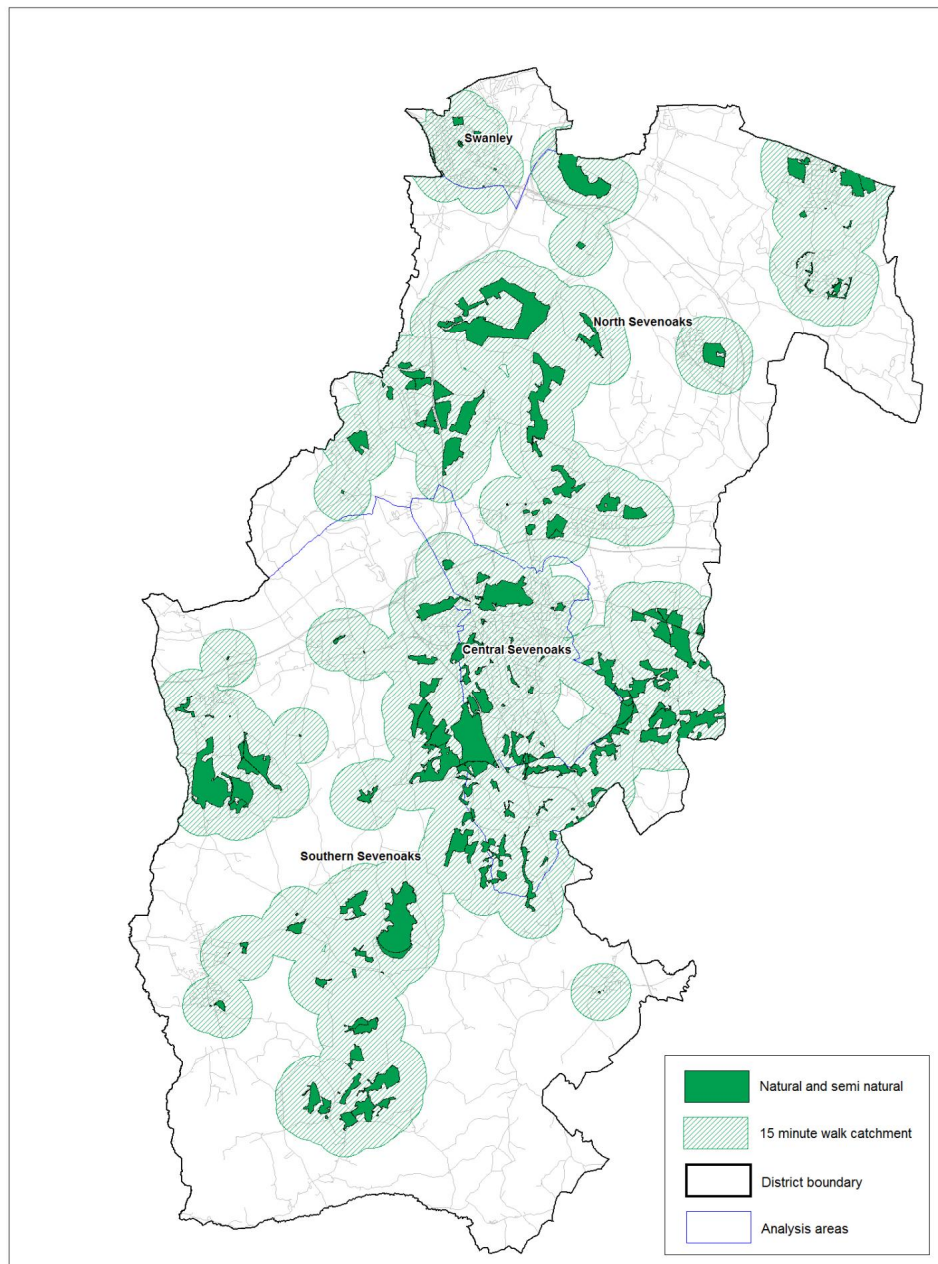 Swanley
North Sevenoaks
Central Sevenoaks
Southern Sevenoaks
Natural and semi natural
15 minute walk catchment
District boundary
Analysis areas